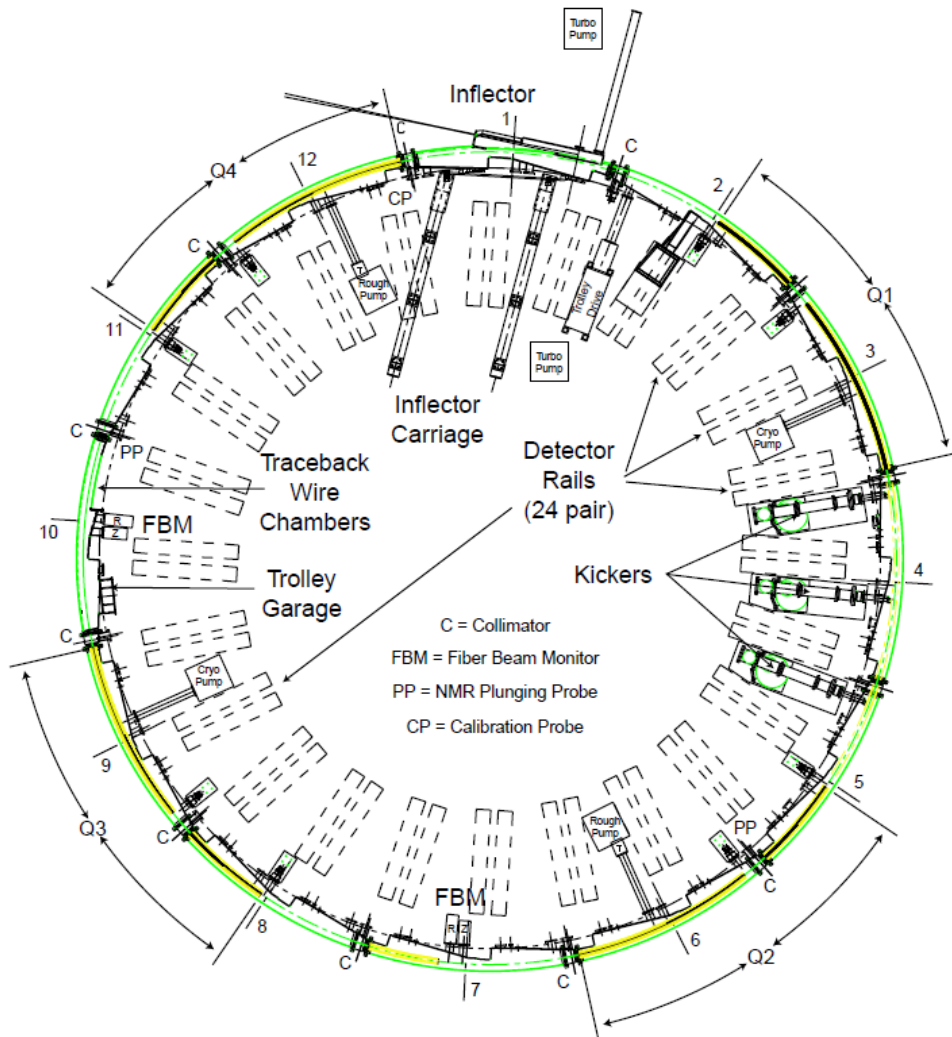 Turbo
Pump
Inflector
1
C
C
12
Q4
CP
2
C
T
Rough
Pump
Trolley
Drive
Q1
11
Turbo
Pump
3
Inflector
Carriage
C
PP
Cryo
Pump
Detector
Rails
(24 pair)
Traceback
Wire
Chambers
10
R
Z
FBM
Kickers
4
Trolley
Garage
C = Collimator
C
FBM = Fiber Beam Monitor
Cryo
Pump
PP = NMR Plunging Probe
CP = Calibration Probe
9
5
Q3
C
Rough
Pump
T
PP
C
FBM
8
R
Z
6
C
7
C
Q2